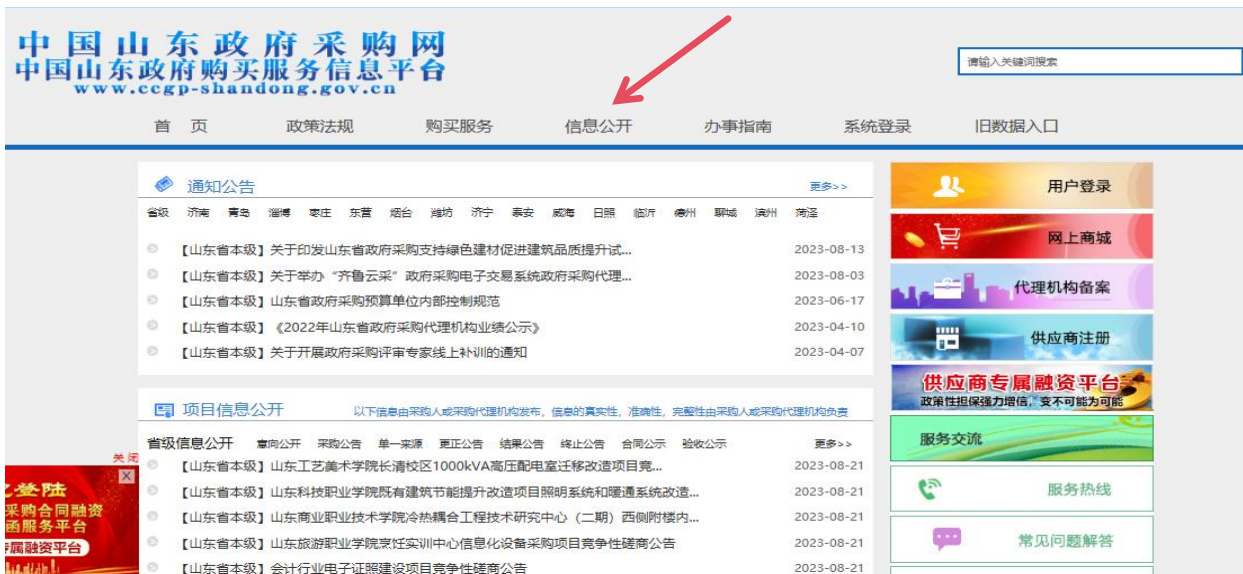 中国山东政府采购网
中国山东政府购买服务信息平台
www.ccgp-shandong.gov.cn
请输入关键词搜索
首 页 政策法规 购买服务 信息公开 办事指南 系统登录 旧数据入口
通知公告 更多>>
省级 济南 青岛 淄博 枣庄 东营 烟台 潍坊 济宁 泰安 威海 日照 临沂 德州 聊城 滨州 菏泽
【山东省本级】关于印发山东省政府采购支持绿色建材促进建筑品质提升试... 2023-08-13
【山东省本级】关于举办“齐鲁云采”政府采购电子交易系统政府采购代理... 2023-08-03
【山东省本级】山东省政府采购预算单位内部控制规范 2023-06-17
【山东省本级】《2022年山东省政府采购代理机构业绩公示》 2023-04-10
【山东省本级】关于开展政府采购评审专家线上补训的通知 2023-04-07
项目信息公开 以下信息由采购人或采购代理机构发布，信息的真实性，准确性，完整性由采购人或采购代理机构负责
省级信息公开 意向公开 采购公告 单一来源 更正公告 结果公告 终止公告 合同公示 验收公示 更多>>
【山东省本级】山东工艺美术学院长清校区1000kVA高压配电室迁移改造项目竞... 2023-08-21
【山东省本级】山东科技职业学院既有建筑节能提升改造项目照明系统和暖通系统改造... 2023-08-21
【山东省本级】山东商业职业技术学院冷热耦合工程技术研究中心（二期）西侧附楼内... 2023-08-21
【山东省本级】山东旅游职业学院烹饪实训中心信息化设备采购项目竞争性磋商公告 2023-08-21
【山东省本级】会计行业电子证照建设项目竞争性磋商公告 2023-08-21
用户登录
网上商城
代理机构备案
供应商注册
供应商专属融资平台
政策性担保强力增信，变不可能为可能
服务交流
服务热线
常见问题解答
关闭
登陆
采购合同融资
函服务平台
属融资平台